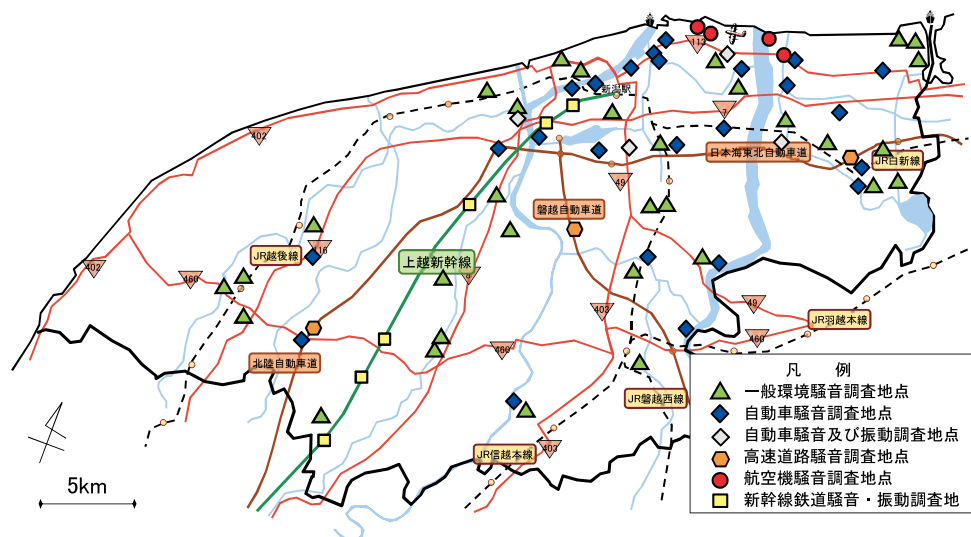 113
新潟駅
7
402
日本海東北自動車道
JR白新線
49
磐越自動車道
JR越後線
116
上越新幹線
402
460
8
49
403
JR羽越本線
460
460
北陸自動車道
JR磐越西線
403
JR信越本線
5km
凡 例
一般環境騒音調査地点
自動車騒音調査地点
自動車騒音及び振動調査地点
高速道路騒音調査地点
航空機騒音調査地点
新幹線鉄道騒音・振動調査地